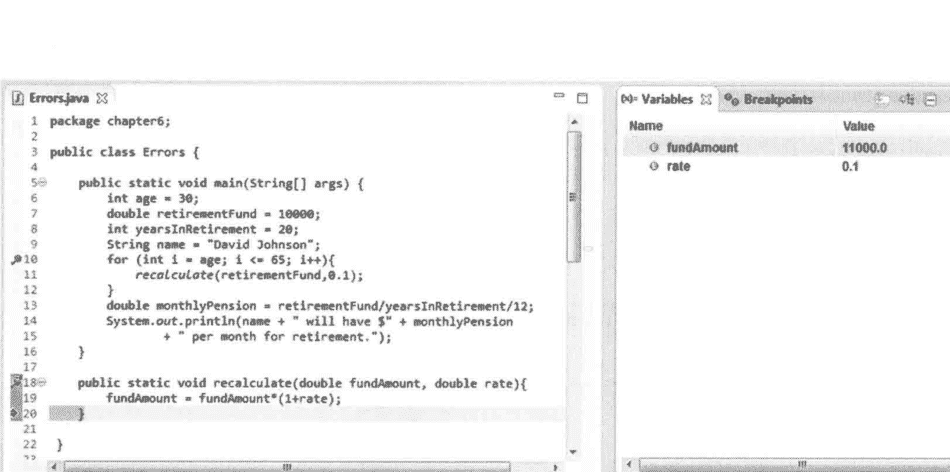 Errors.java
1 package chapter6;
2
3 public class Errors {
4
5 public static void main(String[] args) {
6 int age = 30;
7 double retirementFund = 10000;
8 int yearsInRetirement = 20;
9 String name = "David Johnson";
10 for (int i = age; i <= 65; i++){
11 recalculate(retirementFund,0.1);
12 }
13 double monthlyPension = retirementFund/yearsInRetirement/12;
14 System.out.println(name + " will have $" + monthlyPension
15 + " per month for retirement.");
16 }
17
18 public static void recalculate(double fundAmount, double rate){
19 fundAmount = fundAmount*(1+rate);
20 }
21
22 }
(x)= Variables Breakpoints
Name Value
fundAmount 11000.0
rate 0.1